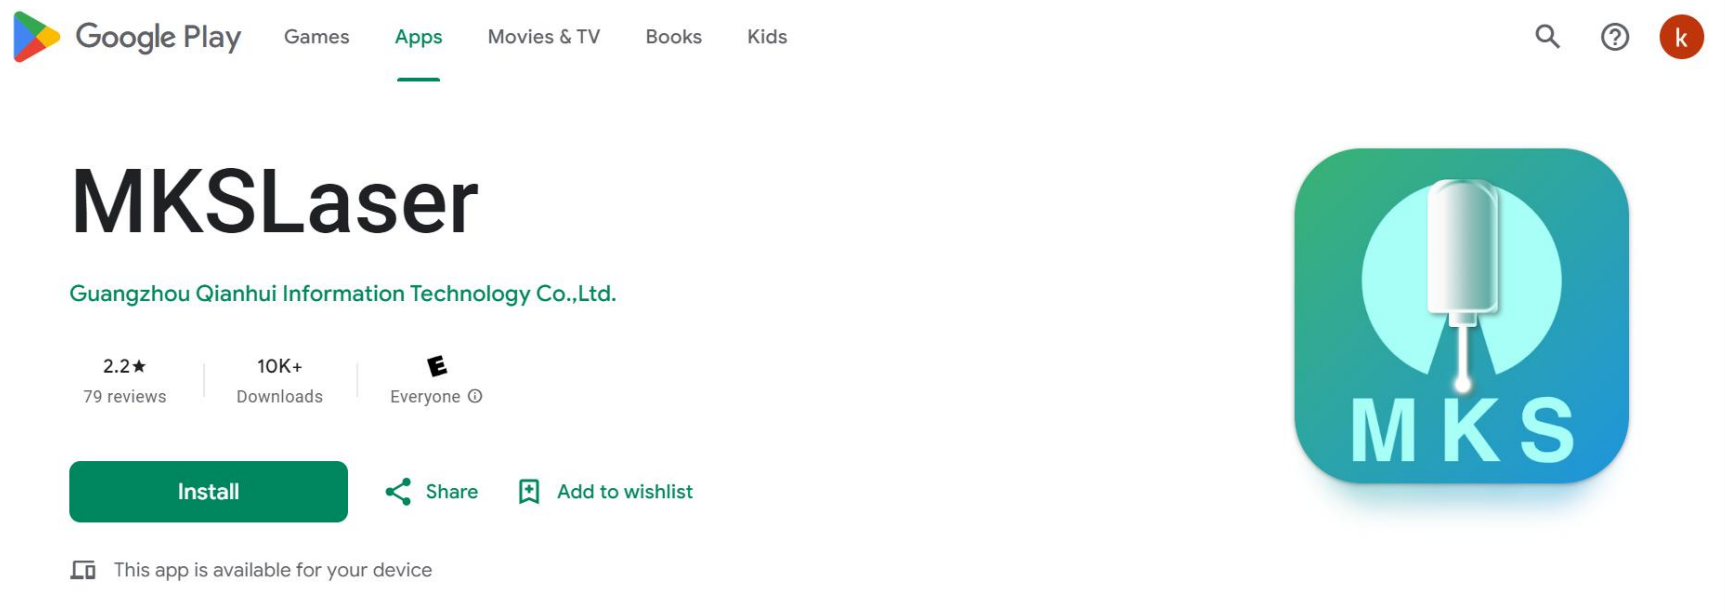 Google Play Games Apps Movies & TV Books Kids k
MKSLaser
Guangzhou Qianhui Information Technology Co.,Ltd.
2.2★ 10K+ E
79 reviews Downloads Everyone
Install Share Add to wishlist
This app is available for your device
MKS